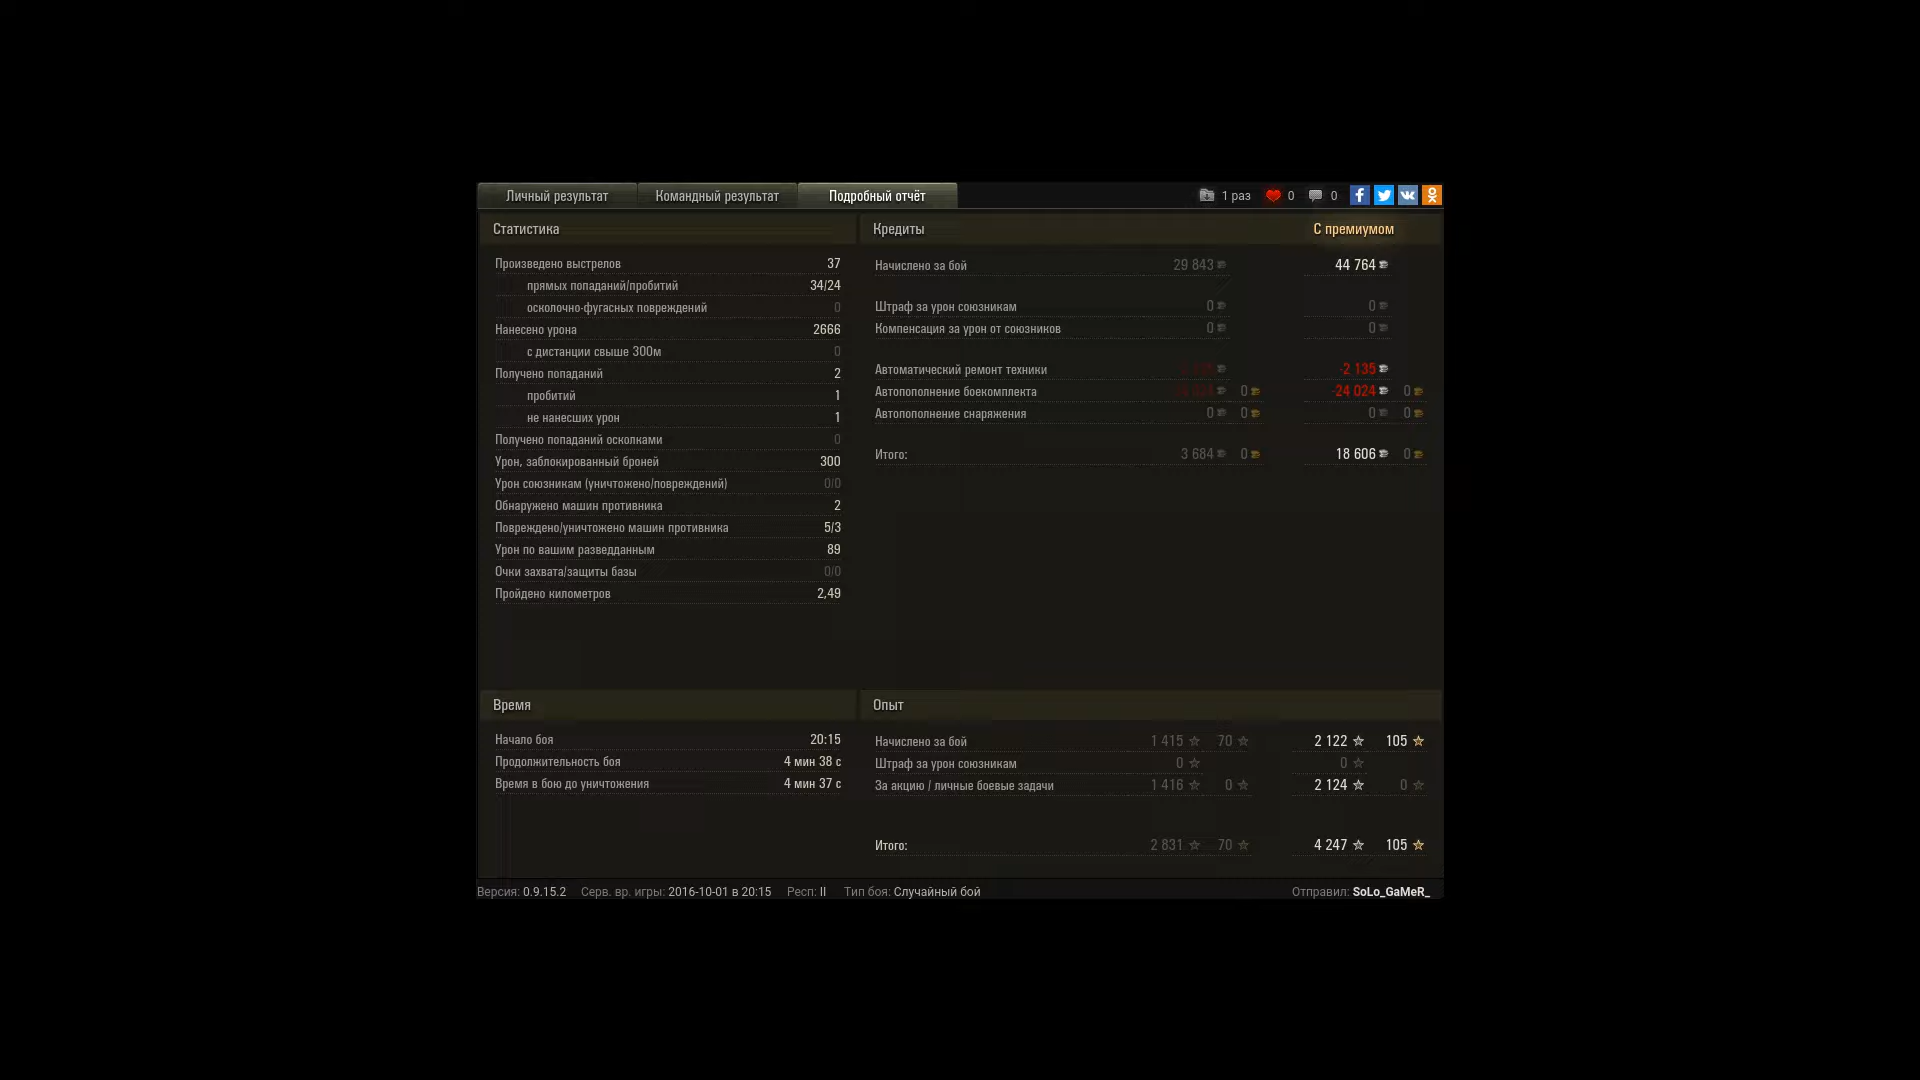 Личный результат Командный результат Подробный отчёт 1 раз 0 0
Статистика
Произведено выстрелов 37
прямых попаданий/пробитий 34/24
осколочно-фугасных повреждений 0
Нанесено урона 2666
с дистанции свыше 300м 0
Получено попаданий 2
пробитий 1
не нанесших урон 1
Получено попаданий осколками 0
Урон, заблокированный броней 300
Урон союзникам (уничтожено/повреждений) 0/0
Обнаружено машин противника 2
Повреждено/уничтожено машин противника 5/3
Урон по вашим разведданным 89
Очки захвата/защиты базы 0/0
Пройдено километров 2,49
Кредиты С премиумом
Начислено за бой 29 843 44 764
Штраф за урон союзникам 0 0
Компенсация за урон от союзников 0 0
Автоматический ремонт техники -2 135
Автопополнение боекомплекта 0 -24 024 0
Автопополнение снаряжения 0 0 0 0
Итого: 3 684 0 18 606 0
Время
Начало боя 20:15
Продолжительность боя 4 мин 38 с
Время в бою до уничтожения 4 мин 37 с
Опыт
Начислено за бой 1 415 70 2 122 105
Штраф за урон союзникам 0 0
За акцию / личные боевые задачи 1 416 0 2 124 0
Итого: 2 831 70 4 247 105
Версия: 0.9.15.2 Серв. вр. игры: 2016-10-01 в 20:15 Респ: II Тип боя: Случайный бой Отправил: SoLo_GaMeR_